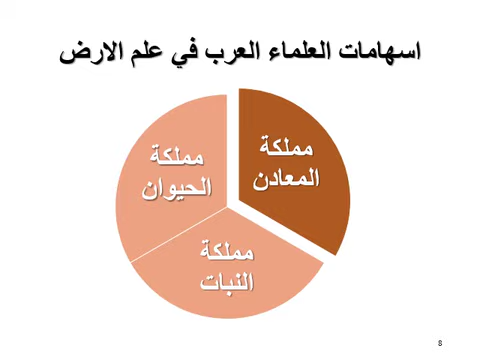 اسهامات العلماء العرب في علم الارض
مملكة
المعادن
مملكة
الحيوان
مملكة
النبات
8